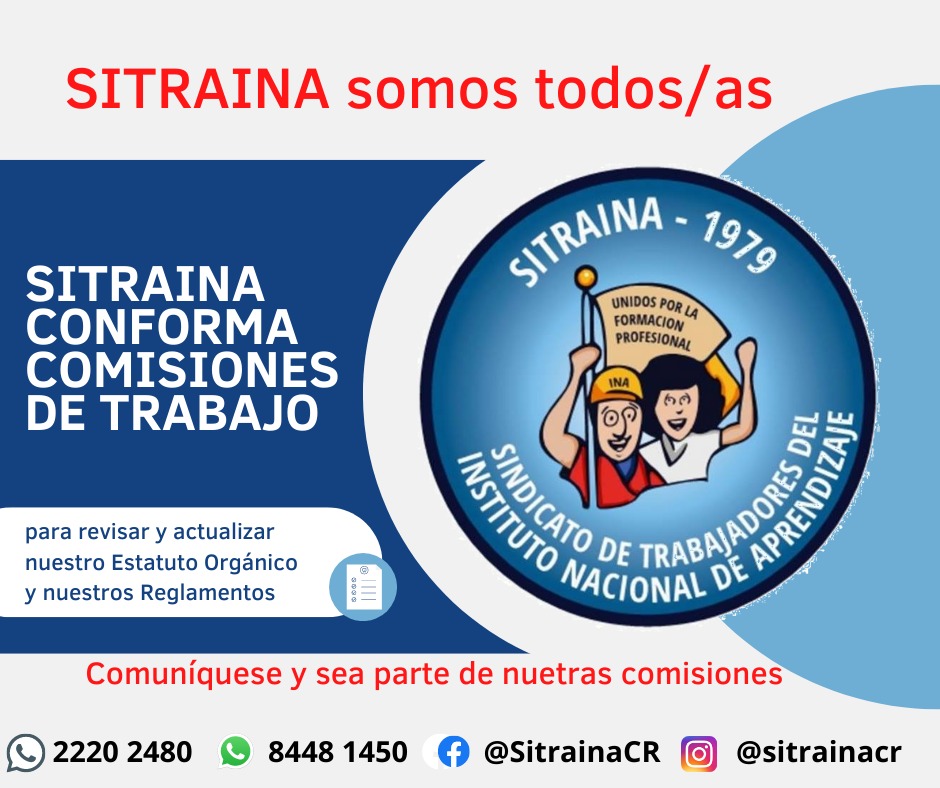 SITRAINA somos todos/as
SITRAINA - 1979
UNIDOS POR LA
FORMACION
PROFESIONAL
INA
SINDICATO DE TRABAJADORES DEL
INSTITUTO NACIONAL DE APRENDIZAJE
SITRAINA
CONFORMA
COMISIONES
DE TRABAJO
para revisar y actualizar
nuestro Estatuto Orgánico
y nuestros Reglamentos
Comuníquese y sea parte de nuetras comisiones
2220 2480 8448 1450 @SitrainaCR @sitrainacr